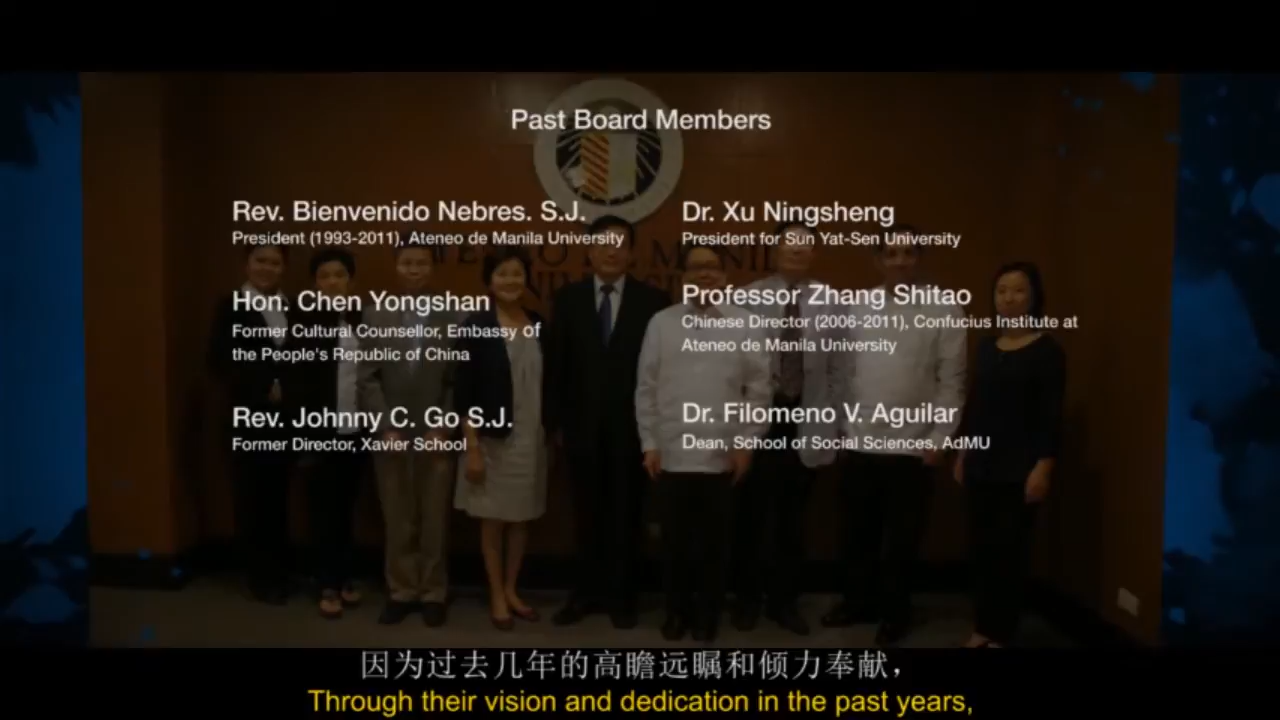 Past Board Members
Rev. Bienvenido Nebres. S.J.
President (1993-2011), Ateneo de Manila University
Hon. Chen Yongshan
Former Cultural Counsellor, Embassy of
the People's Republic of China
Rev. Johnny C. Go S.J.
Former Director, Xavier School
Dr. Xu Ningsheng
President for Sun Yat-Sen University
Professor Zhang Shitao
Chinese Director (2006-2011), Confucius Institute at
Ateneo de Manila University
Dr. Filomeno V. Aguilar
Dean, School of Social Sciences, AdMU
因为过去几年的高瞻远瞩和倾力奉献，
Through their vision and dedication in the past years,